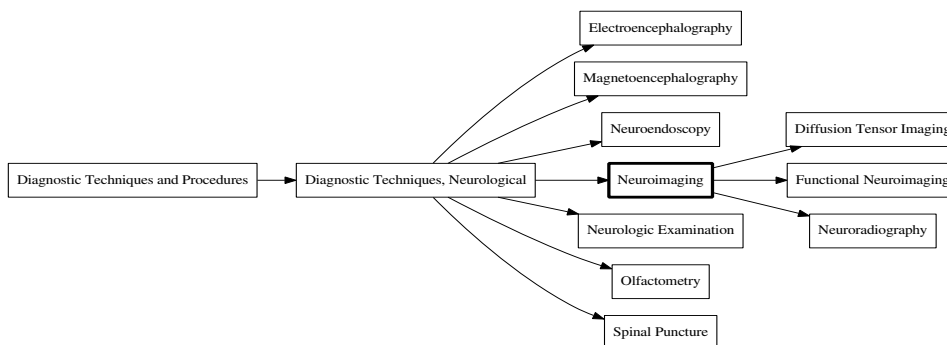 Electroencephalography
Magnetoencephalography
Neuroendoscopy
Diffusion Tensor Imaging
Diagnostic Techniques and Procedures
Diagnostic Techniques, Neurological
Neuroimaging
Functional Neuroimaging
Neurologic Examination
Neuroradiography
Olfactometry
Spinal Puncture